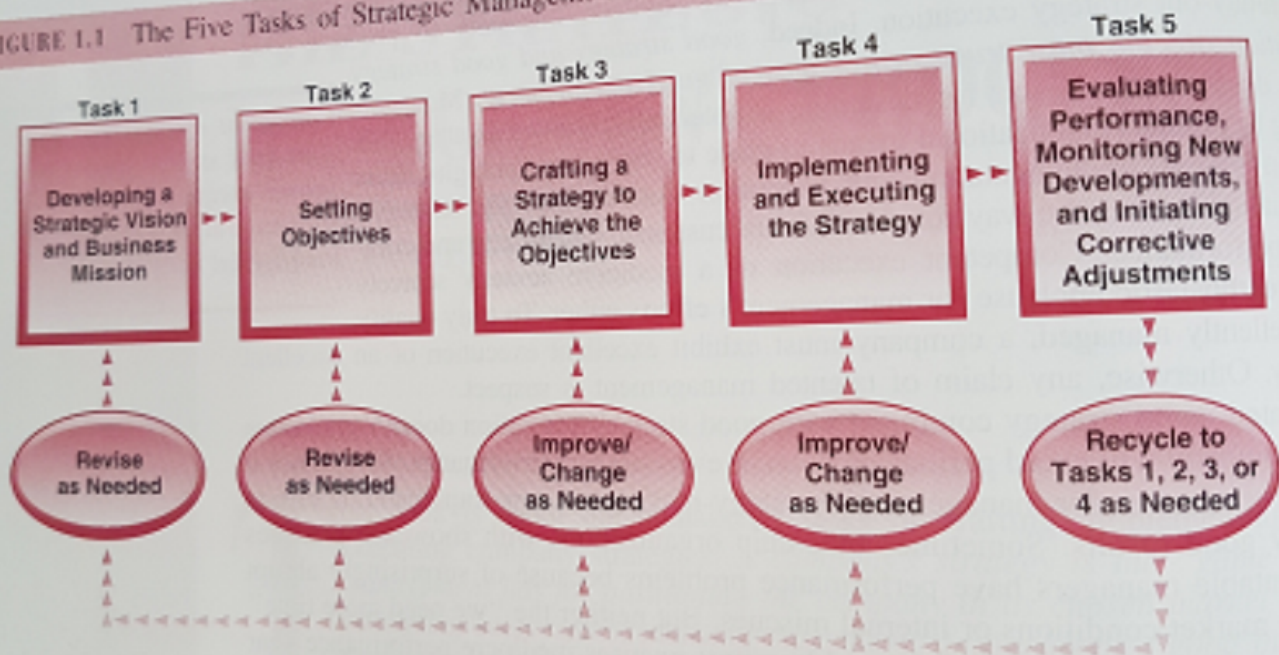 FIGURE 1.1 The Five Tasks of Strategic
Task 1
Developing a
Strategic Vision
and Business
Mission
Task 2
Setting
Objectives
Task 3
Crafting a
Strategy to
Achieve the
Objectives
Task 4
Implementing
and Executing
the Strategy
Task 5
Evaluating
Performance,
Monitoring New
Developments,
and Initiating
Corrective
Adjustments
Revise
as Needed
Revise
as Needed
Improve/
Change
as Needed
Improve/
Change
as Needed
Recycle to
Tasks 1, 2, 3, or
4 as Needed